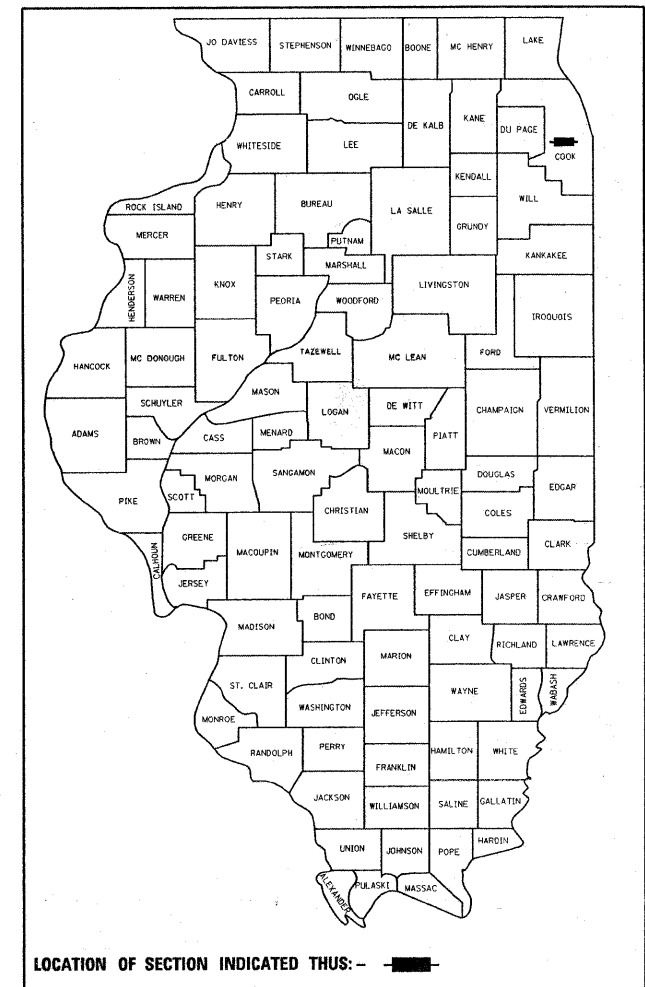 JO DAVIESS
STEPHENSON
WINNEBAGO
BOONE
MC HENRY
LAKE
CARROLL
OGLE
DE KALB
KANE
DU PAGE
COOK
WHITESIDE
LEE
KENDALL
WILL
ROCK ISLAND
HENRY
BUREAU
LA SALLE
GRUNDY
MERCER
PUTNAM
STARK
MARSHALL
KANKAKEE
HENDERSON
WARREN
KNOX
PEORIA
WOODFORD
LIVINGSTON
IROQUOIS
HANCOCK
MC DONOUGH
FULTON
TAZEWELL
MC LEAN
FORD
SCHUYLER
MASON
LOGAN
DE WITT
CHAMPAIGN
VERMILION
ADAMS
BROWN
CASS
MENARD
MACON
PIATT
PIKE
SCOTT
MORGAN
SANGAMON
CHRISTIAN
MOULTRIE
DOUGLAS
EDGAR
COLES
CALHOUN
GREENE
JERSEY
MACOUPIN
MONTGOMERY
SHELBY
CUMBERLAND
CLARK
MADISON
BOND
FAYETTE
EFFINGHAM
JASPER
CRAWFORD
CLINTON
MARION
CLAY
RICHLAND
LAWRENCE
ST. CLAIR
WASHINGTON
JEFFERSON
WAYNE
EDWARDS
WABASH
MONROE
RANDOLPH
PERRY
FRANKLIN
HAMILTON
WHITE
JACKSON
WILLIAMSON
SALINE
GALLATIN
UNION
JOHNSON
POPE
HARDIN
ALEXANDER
PULASKI
MASSAC
LOCATION OF SECTION INDICATED THUS: -